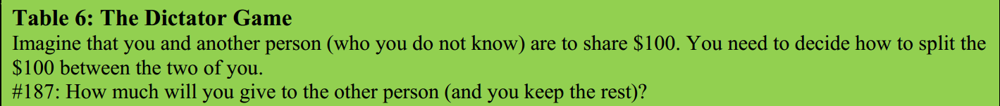 Table 6: The Dictator Game
Imagine that you and another person (who you do not know) are to share $100. You need to decide how to split the
$100 between the two of you.
#187: How much will you give to the other person (and you keep the rest)?